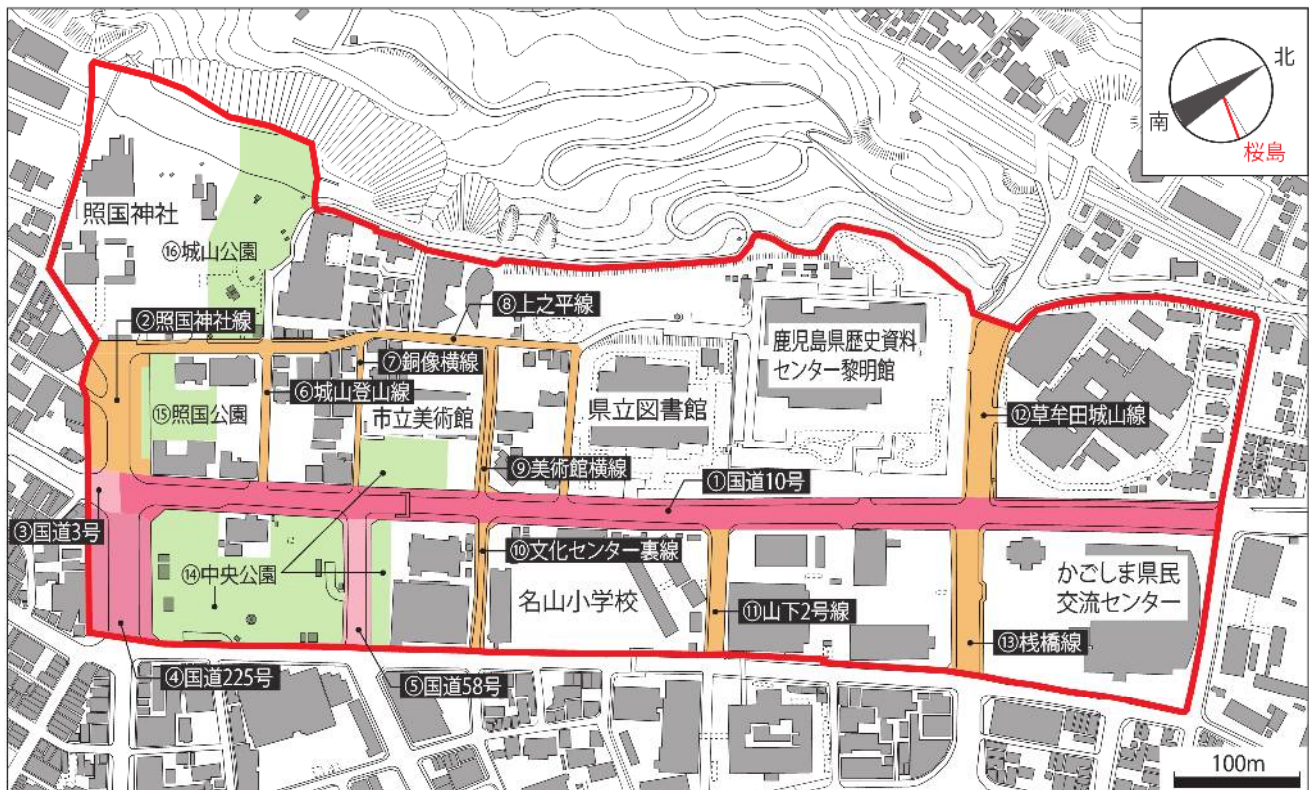 北
南
桜島
照国神社
⑯城山公園
②照国神社線
⑧上之平線
⑦銅像横線
⑥城山登山線
⑮照国公園
市立美術館
県立図書館
鹿児島県歴史資料
センター黎明館
⑫草牟田城山線
⑨美術館横線
①国道10号
③国道3号
⑭中央公園
⑩文化センター裏線
名山小学校
⑪山下2号線
かごしま県民
交流センター
⑬桟橋線
④国道225号
⑤国道58号
100m